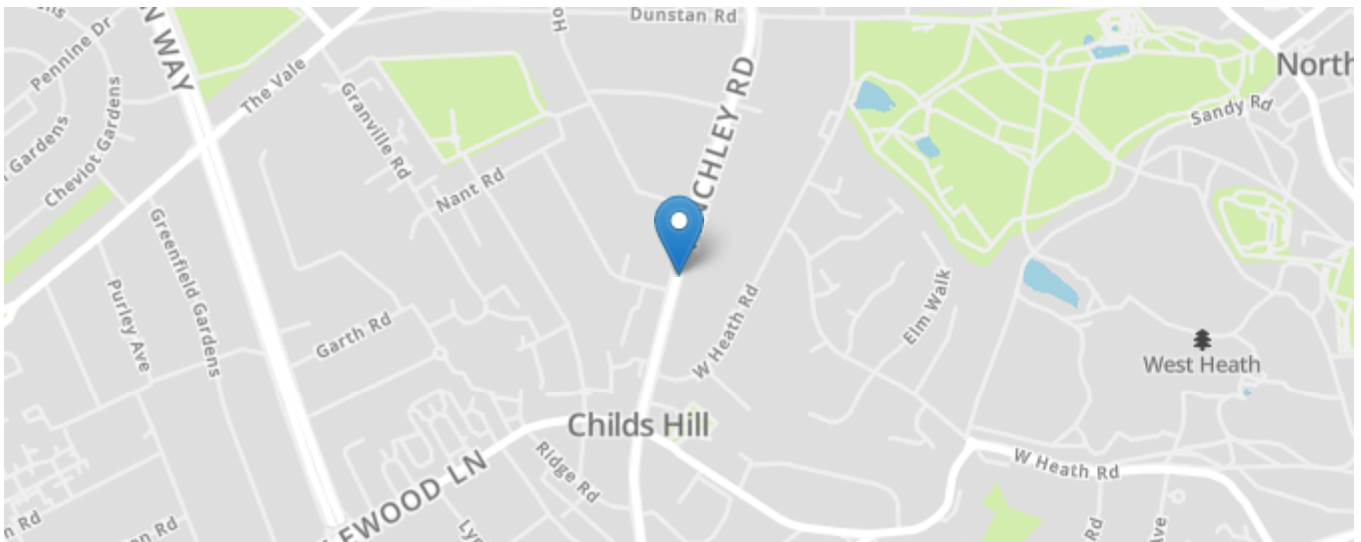 Dunstan Rd
Pennine Dr
N WAY
North
The Vale
Sandy Rd
Granville Rd
NCHLEY RD
Cheviot Gardens
Gardens
Nant Rd
Greenfield Gardens
Elm Walk
Purley Ave
W Heath Rd
Garth Rd
West Heath
Childs Hill
W Heath Rd
Ridge Rd
EWOOD LN
Rd
Rd
Rd
Ave